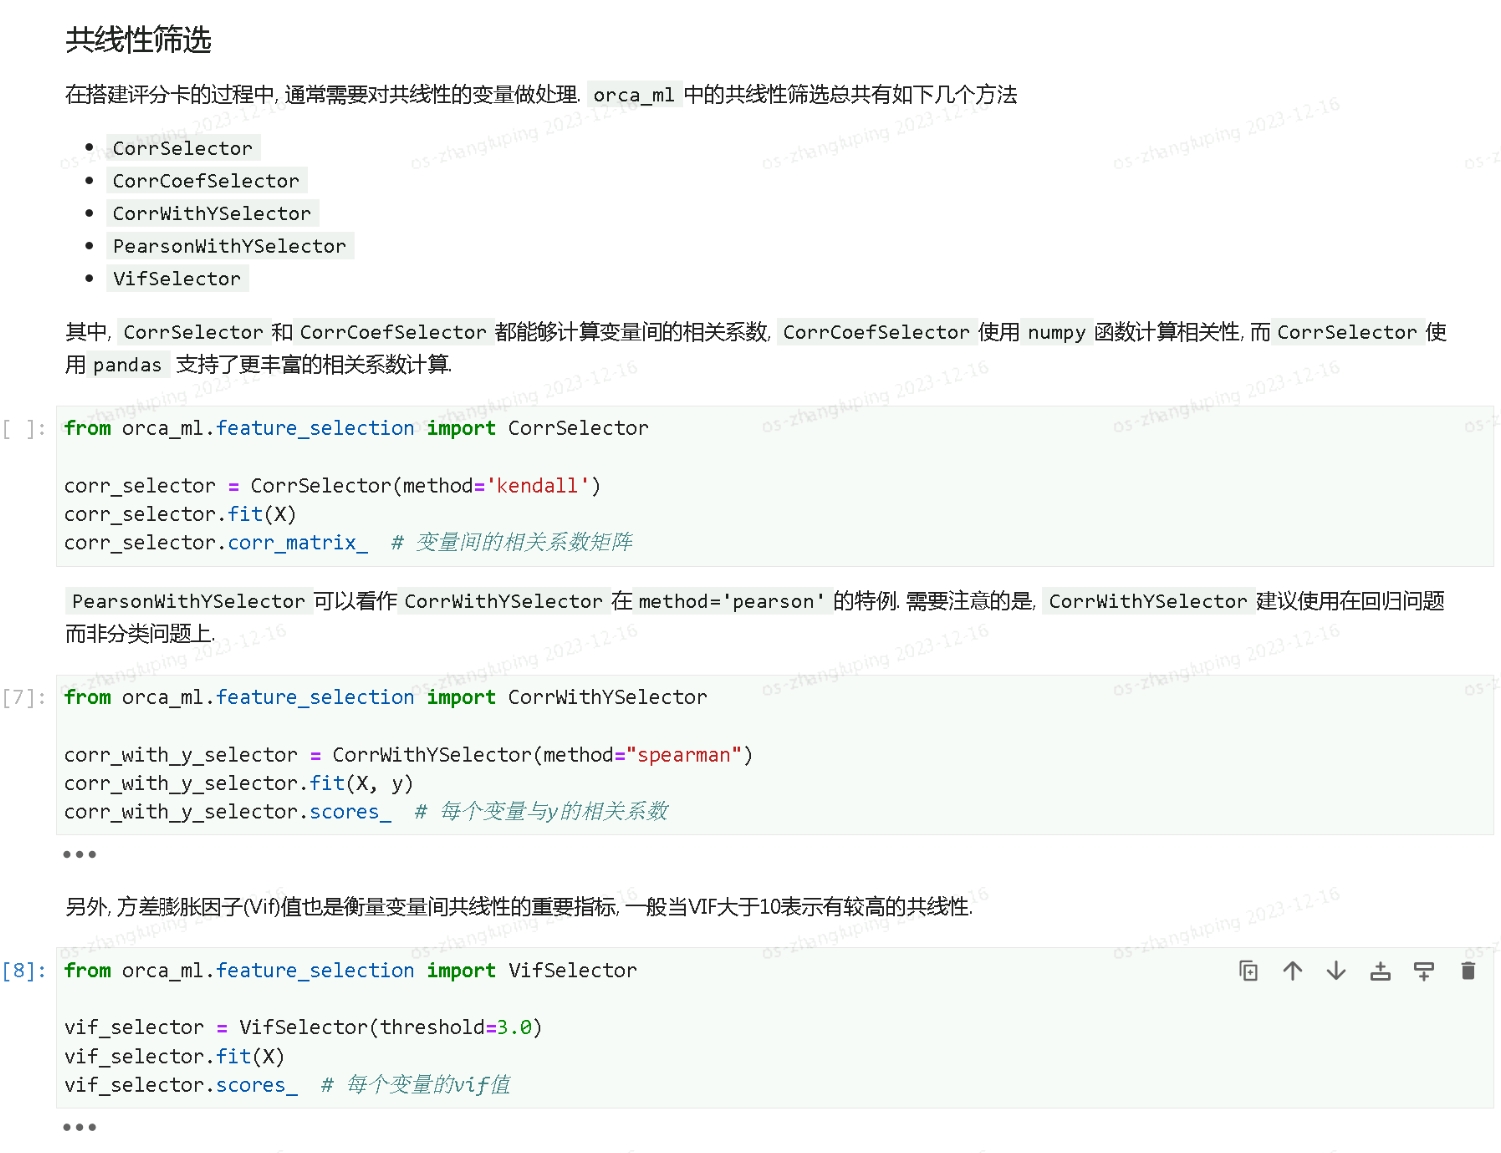 共线性筛选
在搭建评分卡的过程中, 通常需要对共线性的变量做处理. orca_ml 中的共线性筛选总共有如下几个方法
• CorrSelector
• CorrCoefSelector
• CorrWithYSelector
• PearsonWithYSelector
• VifSelector
其中, CorrSelector 和 CorrCoefSelector 都能够计算变量间的相关系数, CorrCoefSelector 使用 numpy 函数计算相关性, 而 CorrSelector 使
用 pandas 支持了更丰富的相关系数计算.
[ ]: from orca_ml.feature_selection import CorrSelector
corr_selector = CorrSelector(method='kendall')
corr_selector.fit(X)
corr_selector.corr_matrix_  # 变量间的相关系数矩阵
PearsonWithYSelector 可以看作 CorrWithYSelector 在 method='pearson' 的特例. 需要注意的是, CorrWithYSelector 建议使用在回归问题
而非分类问题上.
[7]: from orca_ml.feature_selection import CorrWithYSelector
corr_with_y_selector = CorrWithYSelector(method="spearman")
corr_with_y_selector.fit(X, y)
corr_with_y_selector.scores_  # 每个变量与y的相关系数
•••
另外, 方差膨胀因子(Vif)值也是衡量变量间共线性的重要指标, 一般当VIF大于10表示有较高的共线性.
[8]: from orca_ml.feature_selection import VifSelector
vif_selector = VifSelector(threshold=3.0)
vif_selector.fit(X)
vif_selector.scores_  # 每个变量的vif值
•••